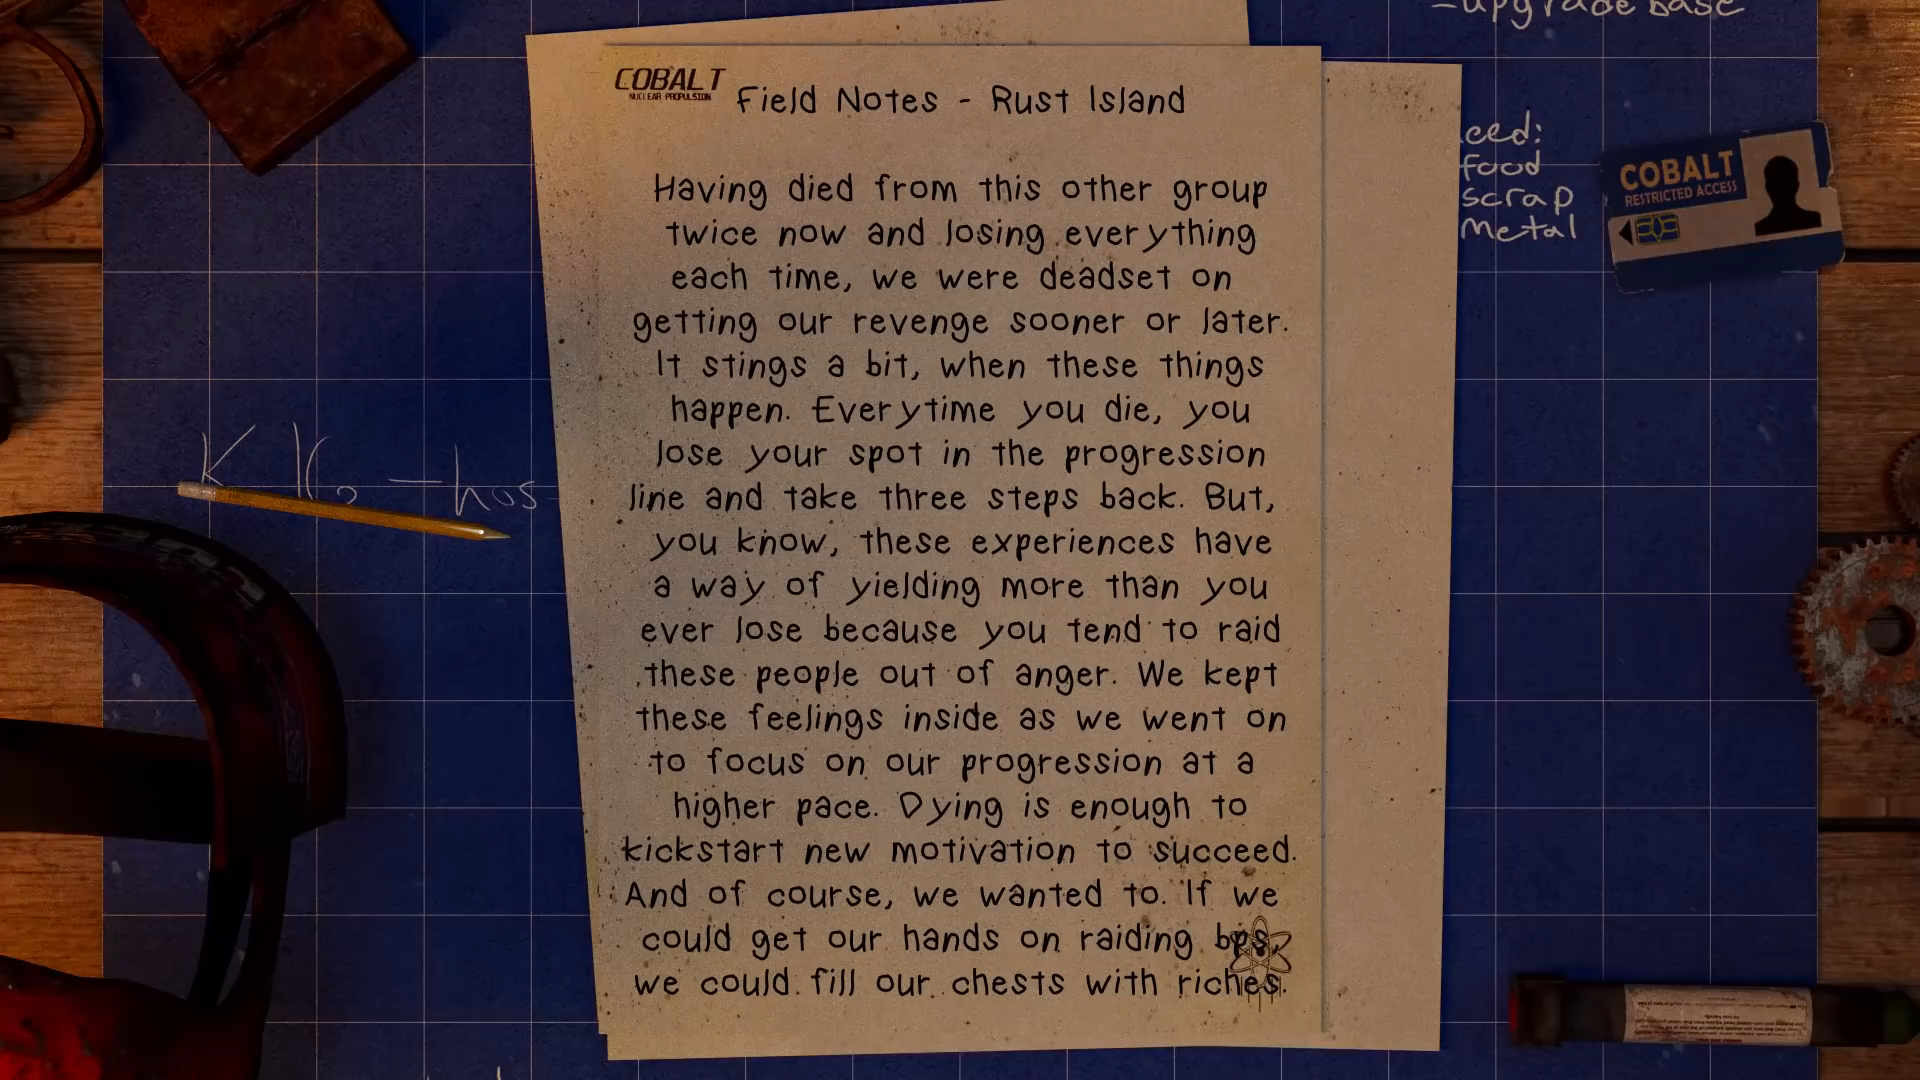 -upgrade base
COBALT
NUCLEAR PROPULSION
Field Notes - Rust Island
Having died from this other group
twice now and losing everything
each time, we were deadset on
getting our revenge sooner or later.
It stings a bit, when these things
happen. Everytime you die, you
lose your spot in the progression
line and take three steps back. But,
you know, these experiences have
a way of yielding more than you
ever lose because you tend to raid
these people out of anger. We kept
these feelings inside as we went on
to focus on our progression at a
higher pace. Dying is enough to
kickstart new motivation to succeed.
And of course, we wanted to. If we
could get our hands on raiding bps,
we could fill our chests with riches.
eed:
food
scrap
Metal
COBALT
RESTRICTED ACCESS